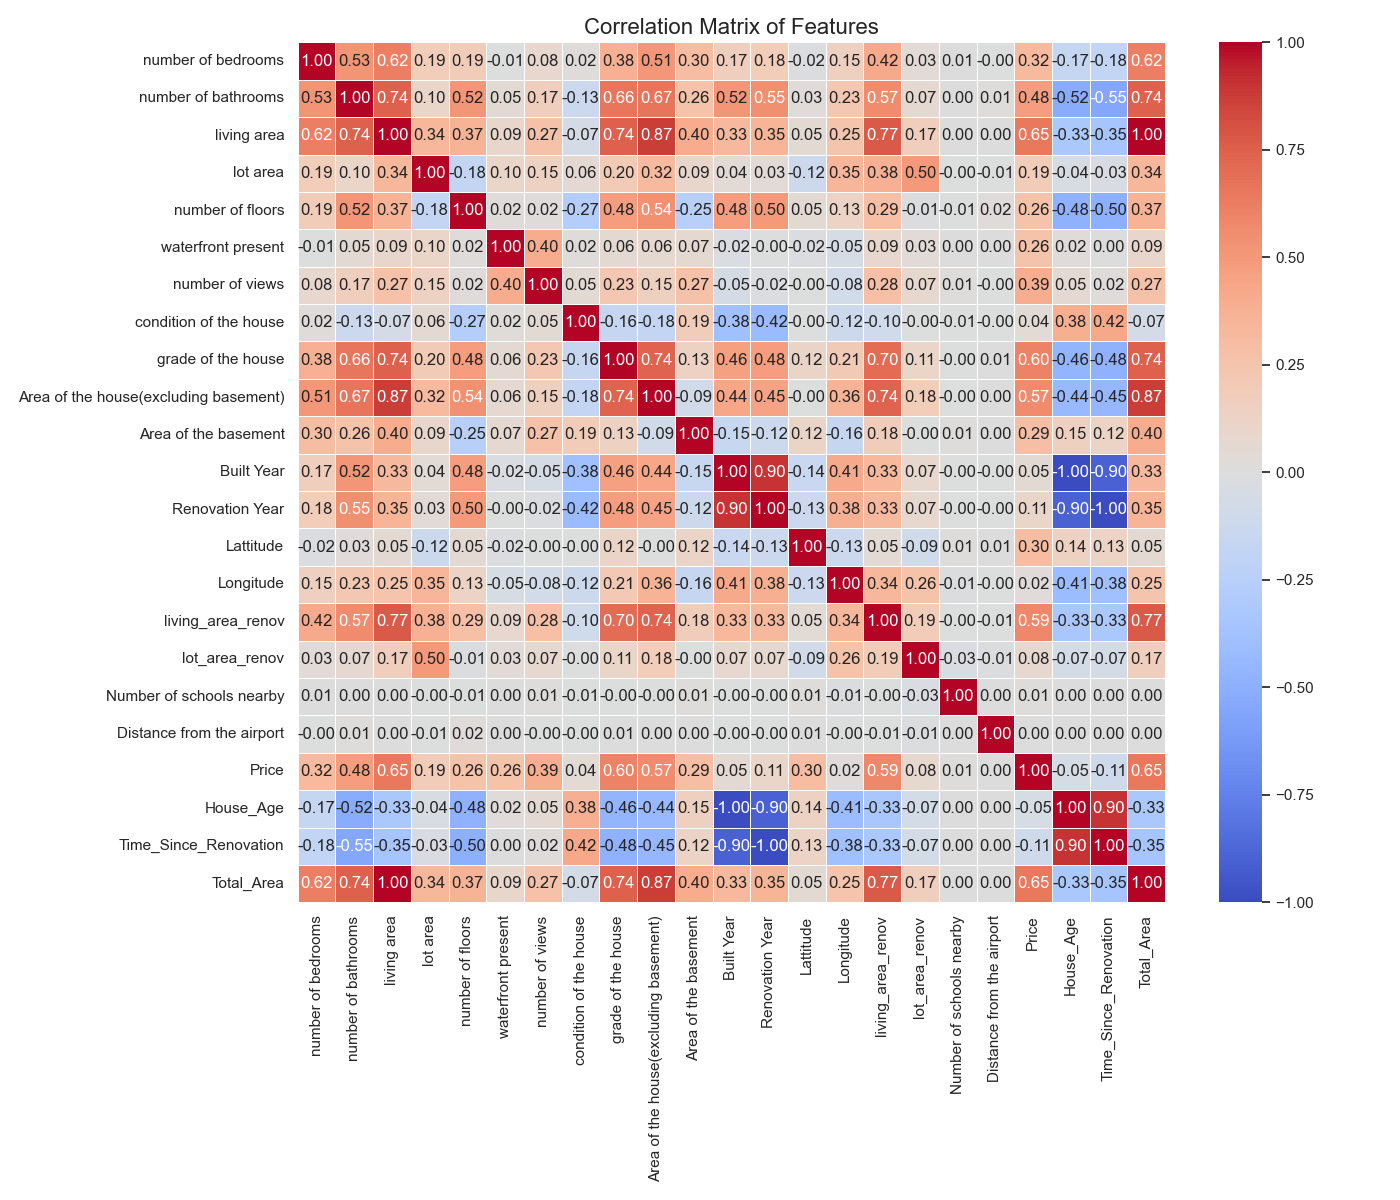 Correlation Matrix of Features
number of bedrooms 1.00 0.53 0.62 0.19 0.19 -0.01 0.08 0.02 0.38 0.51 0.30 0.17 0.18 -0.02 0.15 0.42 0.03 0.01 -0.00 0.32 -0.17 -0.18 0.62
number of bathrooms 0.53 1.00 0.74 0.10 0.52 0.05 0.17 -0.13 0.66 0.67 0.26 0.52 0.55 0.03 0.23 0.57 0.07 0.00 0.01 0.48 -0.52 -0.55 0.74
living area 0.62 0.74 1.00 0.34 0.37 0.09 0.27 -0.07 0.74 0.87 0.40 0.33 0.35 0.05 0.25 0.77 0.17 0.00 0.00 0.65 -0.33 -0.35 1.00
lot area 0.19 0.10 0.34 1.00 -0.18 0.10 0.15 0.06 0.20 0.32 0.09 0.04 0.03 -0.12 0.35 0.38 0.50 -0.00 -0.01 0.19 -0.04 -0.03 0.34
number of floors 0.19 0.52 0.37 -0.18 1.00 0.02 0.02 -0.27 0.48 0.54 -0.25 0.48 0.50 0.05 0.13 0.29 -0.01 -0.01 0.02 0.26 -0.48 -0.50 0.37
waterfront present -0.01 0.05 0.09 0.10 0.02 1.00 0.40 0.02 0.06 0.06 0.07 -0.02 -0.00 -0.02 -0.05 0.09 0.03 0.00 0.00 0.26 0.02 0.00 0.09
number of views 0.08 0.17 0.27 0.15 0.02 0.40 1.00 0.05 0.23 0.15 0.27 -0.05 -0.02 -0.00 -0.08 0.28 0.07 0.01 -0.00 0.39 0.05 0.02 0.27
condition of the house 0.02 -0.13 -0.07 0.06 -0.27 0.02 0.05 1.00 -0.16 -0.18 0.19 -0.38 -0.42 -0.00 -0.12 -0.10 -0.00 -0.01 -0.00 0.04 0.38 0.42 -0.07
grade of the house 0.38 0.66 0.74 0.20 0.48 0.06 0.23 -0.16 1.00 0.74 0.13 0.46 0.48 0.12 0.21 0.70 0.11 -0.00 0.01 0.60 -0.46 -0.48 0.74
Area of the house(excluding basement) 0.51 0.67 0.87 0.32 0.54 0.06 0.15 -0.18 0.74 1.00 -0.09 0.44 0.45 -0.00 0.36 0.74 0.18 -0.00 0.00 0.57 -0.44 -0.45 0.87
Area of the basement 0.30 0.26 0.40 0.09 -0.25 0.07 0.27 0.19 0.13 -0.09 1.00 -0.15 -0.12 0.12 -0.16 0.18 -0.00 0.01 0.00 0.29 0.15 0.12 0.40
Built Year 0.17 0.52 0.33 0.04 0.48 -0.02 -0.05 -0.38 0.46 0.44 -0.15 1.00 0.90 -0.14 0.41 0.33 0.07 -0.00 -0.00 0.05 -1.00 -0.90 0.33
Renovation Year 0.18 0.55 0.35 0.03 0.50 -0.00 -0.02 -0.42 0.48 0.45 -0.12 0.90 1.00 -0.13 0.38 0.33 0.07 -0.00 -0.00 0.11 -0.90 -1.00 0.35
Lattitude -0.02 0.03 0.05 -0.12 0.05 -0.02 -0.00 -0.00 0.12 -0.00 0.12 -0.14 -0.13 1.00 -0.13 0.05 -0.09 0.01 0.01 0.30 0.14 0.13 0.05
Longitude 0.15 0.23 0.25 0.35 0.13 -0.05 -0.08 -0.12 0.21 0.36 -0.16 0.41 0.38 -0.13 1.00 0.34 0.26 -0.01 -0.00 0.02 -0.41 -0.38 0.25
living_area_renov 0.42 0.57 0.77 0.38 0.29 0.09 0.28 -0.10 0.70 0.74 0.18 0.33 0.33 0.05 0.34 1.00 0.19 -0.00 -0.01 0.59 -0.33 -0.33 0.77
lot_area_renov 0.03 0.07 0.17 0.50 -0.01 0.03 0.07 -0.00 0.11 0.18 -0.00 0.07 0.07 -0.09 0.26 0.19 1.00 -0.03 -0.01 0.08 -0.07 -0.07 0.17
Number of schools nearby 0.01 0.00 0.00 -0.00 -0.01 0.00 0.01 -0.01 -0.00 -0.00 0.01 -0.00 -0.00 0.01 -0.01 -0.00 -0.03 1.00 0.00 0.01 0.00 0.00 0.00
Distance from the airport -0.00 0.01 0.00 -0.01 0.02 0.00 -0.00 -0.00 0.01 0.00 0.00 -0.00 -0.00 0.01 -0.00 -0.01 -0.01 0.00 1.00 0.00 0.00 0.00 0.00
Price 0.32 0.48 0.65 0.19 0.26 0.26 0.39 0.04 0.60 0.57 0.29 0.05 0.11 0.30 0.02 0.59 0.08 0.01 0.00 1.00 -0.05 -0.11 0.65
House_Age -0.17 -0.52 -0.33 -0.04 -0.48 0.02 0.05 0.38 -0.46 -0.44 0.15 -1.00 -0.90 0.14 -0.41 -0.33 -0.07 0.00 0.00 -0.05 1.00 0.90 -0.33
Time_Since_Renovation -0.18 -0.55 -0.35 -0.03 -0.50 0.00 0.02 0.42 -0.48 -0.45 0.12 -0.90 -1.00 0.13 -0.38 -0.33 -0.07 0.00 0.00 -0.11 0.90 1.00 -0.35
Total_Area 0.62 0.74 1.00 0.34 0.37 0.09 0.27 -0.07 0.74 0.87 0.40 0.33 0.35 0.05 0.25 0.77 0.17 0.00 0.00 0.65 -0.33 -0.35 1.00
number of bedrooms
number of bathrooms
living area
lot area
number of floors
waterfront present
number of views
condition of the house
grade of the house
Area of the house(excluding basement)
Area of the basement
Built Year
Renovation Year
Lattitude
Longitude
living_area_renov
lot_area_renov
Number of schools nearby
Distance from the airport
Price
House_Age
Time_Since_Renovation
Total_Area
1.00
0.75
0.50
0.25
0.00
−0.25
−0.50
−0.75
−1.00